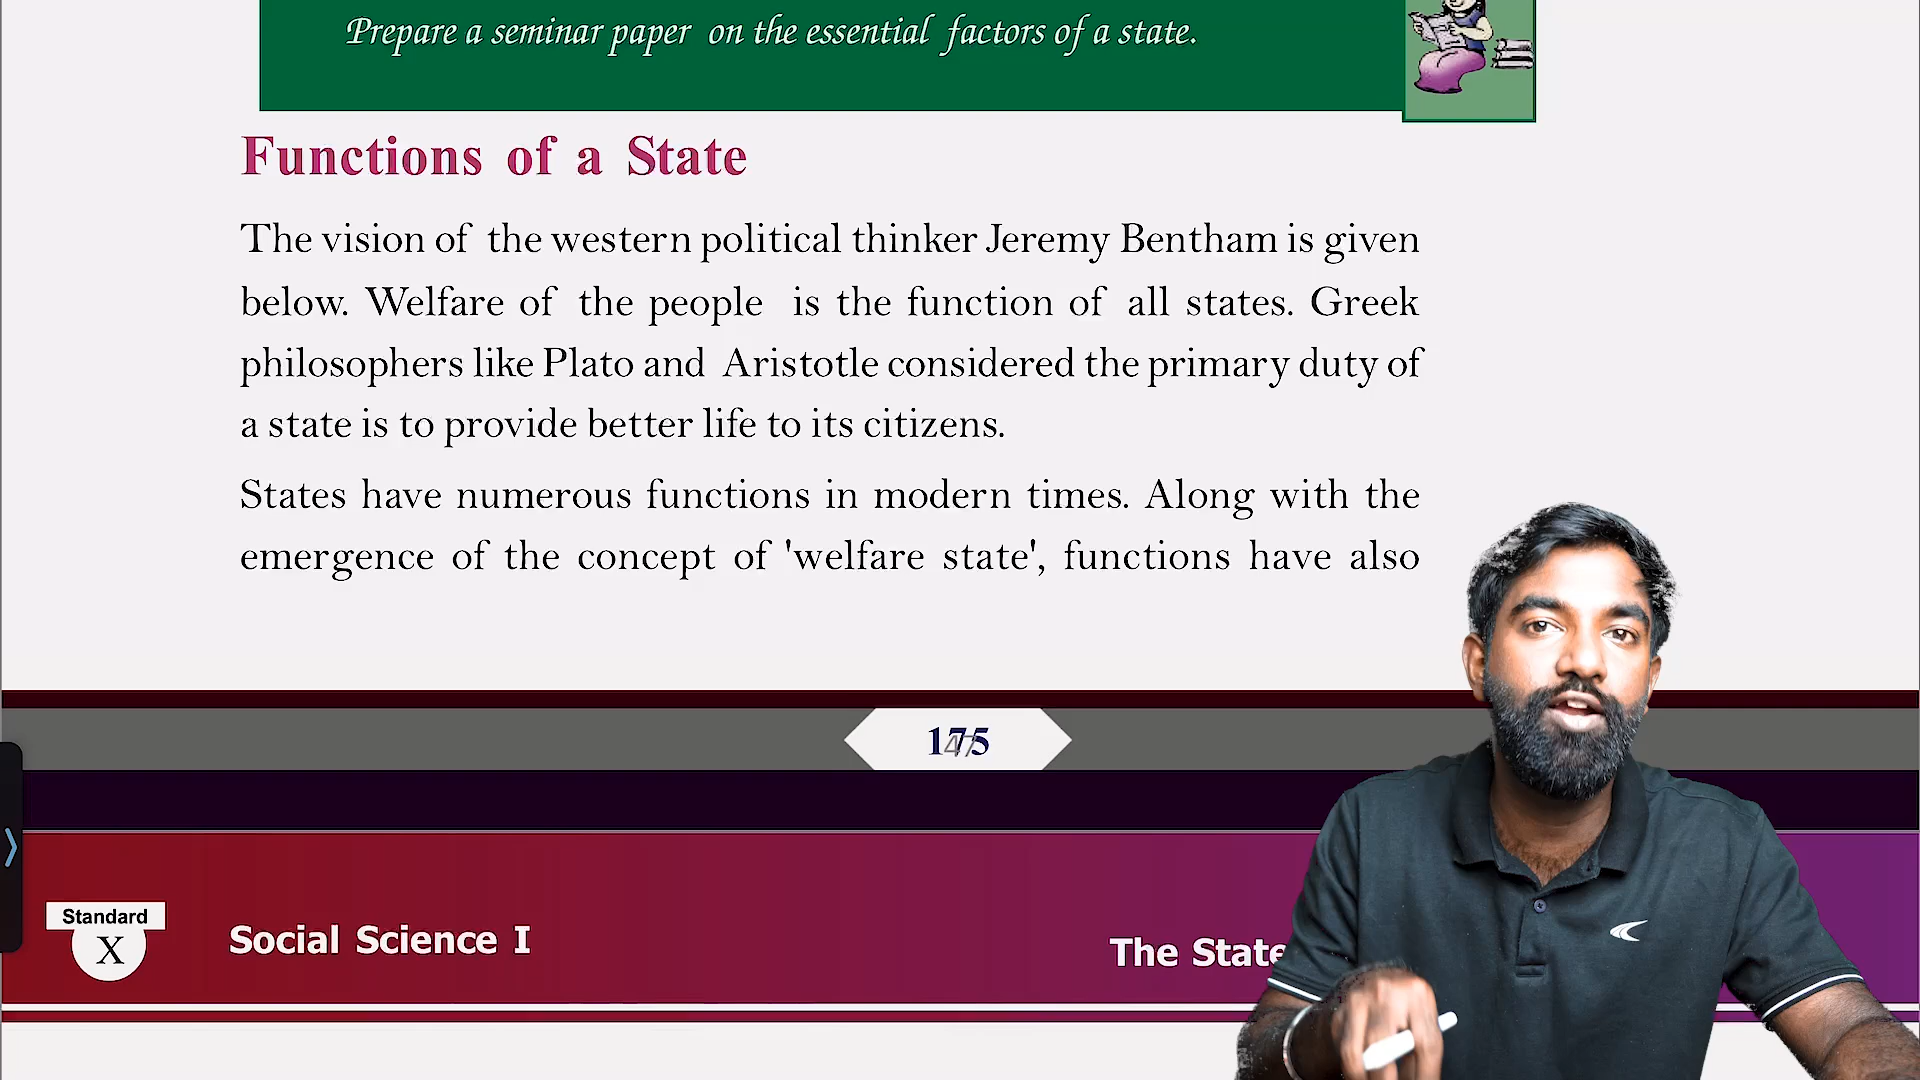 Prepare a seminar paper on the essential factors of a state.
Functions of a State
The vision of the western political thinker Jeremy Bentham is given
below. Welfare of the people is the function of all states. Greek
philosophers like Plato and Aristotle considered the primary duty of
a state is to provide better life to its citizens.
States have numerous functions in modern times. Along with the
emergence of the concept of 'welfare state', functions have also
175
47
Standard
X
Social Science I
The State